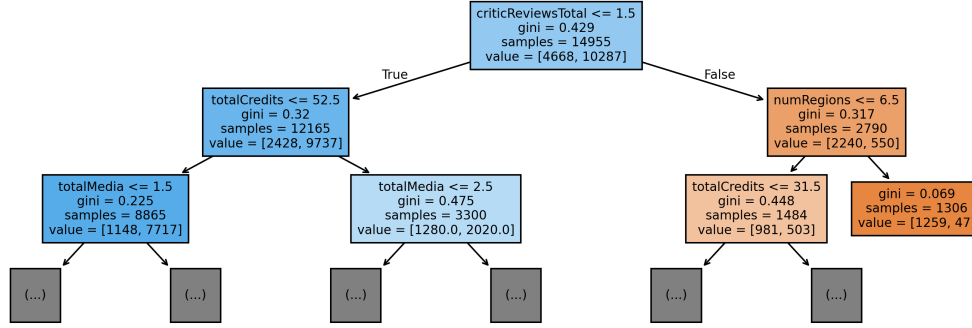 criticReviewsTotal <= 1.5
gini = 0.429
samples = 14955
value = [4668, 10287]
True
False
totalCredits <= 52.5
gini = 0.32
samples = 12165
value = [2428, 9737]
numRegions <= 6.5
gini = 0.317
samples = 2790
value = [2240, 550]
totalMedia <= 1.5
gini = 0.225
samples = 8865
value = [1148, 7717]
totalMedia <= 2.5
gini = 0.475
samples = 3300
value = [1280.0, 2020.0]
totalCredits <= 31.5
gini = 0.448
samples = 1484
value = [981, 503]
gini = 0.069
samples = 1306
value = [1259, 47
(...)
(...)
(...)
(...)
(...)
(...)